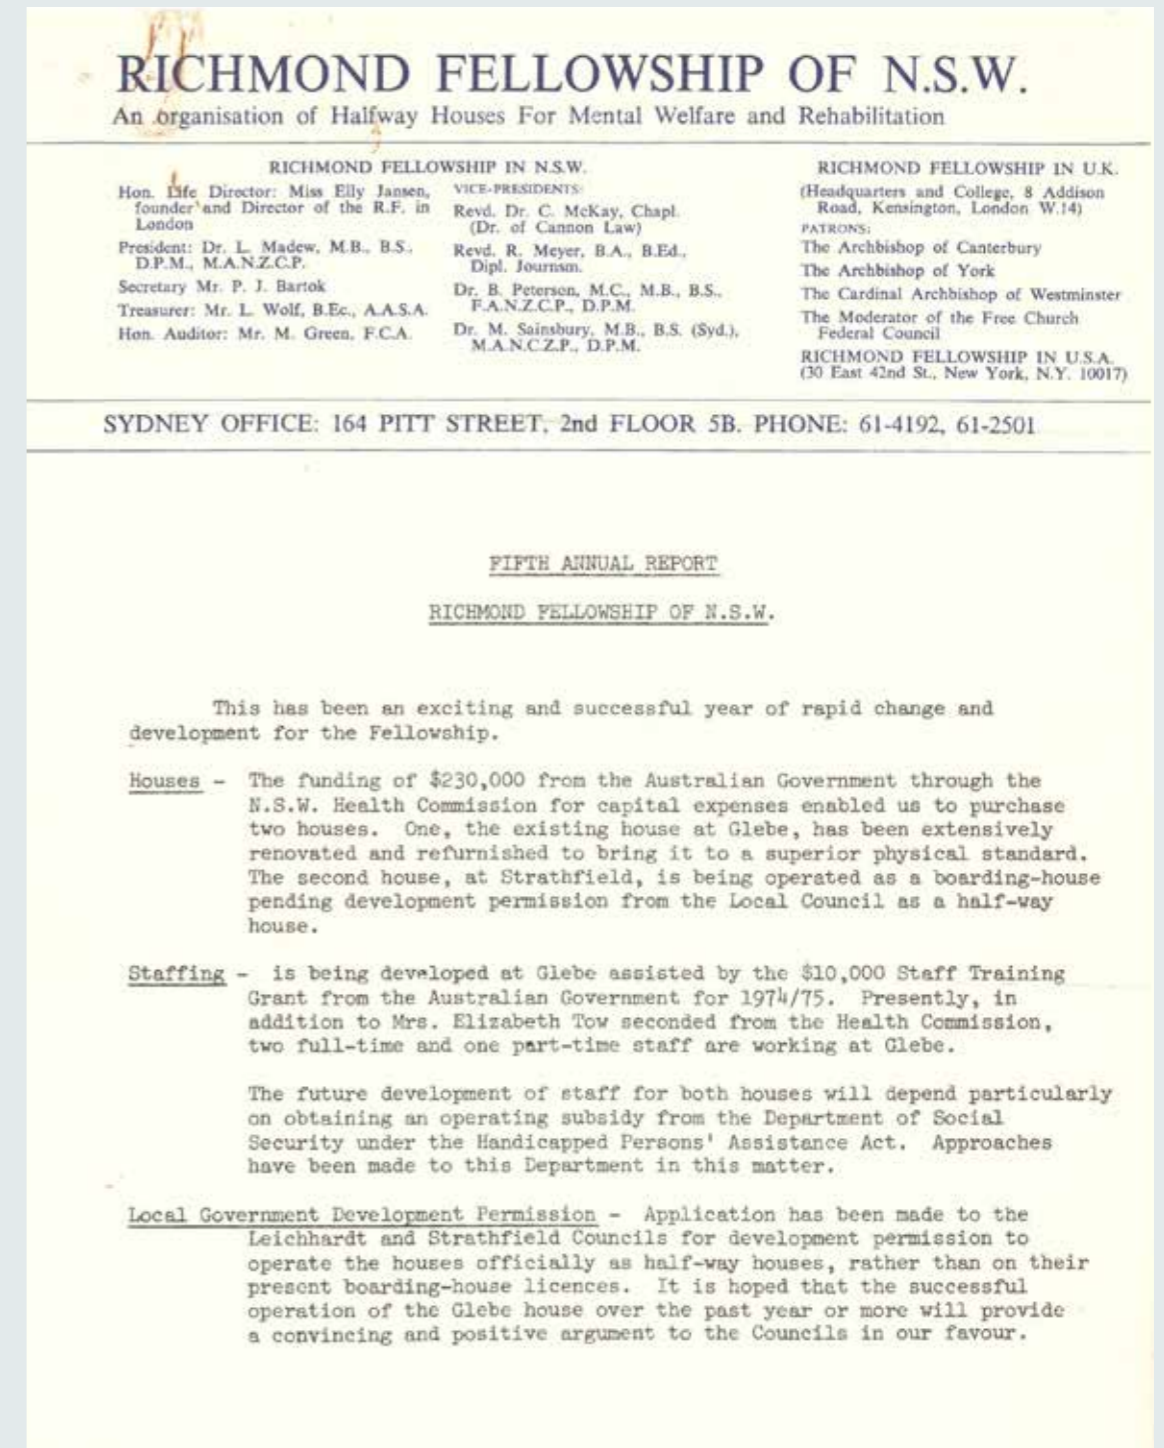 RICHMOND FELLOWSHIP OF N.S.W.
An organisation of Halfway Houses For Mental Welfare and Rehabilitation
RICHMOND FELLOWSHIP IN N.S.W.
Hon. Life Director: Miss Elly Jansen,
founder and Director of the R.F. in
London
President: Dr. L. Madew, M.B., B.S.,
D.P.M., M.A.N.Z.C.P.
Secretary Mr. P. J. Bartok
Treasurer: Mr. L. Wolf, B.Ec., A.A.S.A.
Hon. Auditor: Mr. M. Green, F.C.A.
VICE-PRESIDENTS:
Revd. Dr. C. McKay, Chapl.
(Dr. of Cannon Law)
Revd. R. Meyer, B.A., B.Ed.,
Dipl. Journsm.
Dr. B. Peterson, M.C., M.B., B.S.,
F.A.N.Z.C.P., D.P.M.
Dr. M. Sainsbury, M.B., B.S. (Syd.),
M.A.N.C.Z.P., D.P.M.
RICHMOND FELLOWSHIP IN U.K.
(Headquarters and College, 8 Addison
Road, Kensington, London W.14)
PATRONS:
The Archbishop of Canterbury
The Archbishop of York
The Cardinal Archbishop of Westminster
The Moderator of the Free Church
Federal Council
RICHMOND FELLOWSHIP IN U.S.A.
(30 East 42nd St., New York, N.Y. 10017)
SYDNEY OFFICE: 164 PITT STREET, 2nd FLOOR 5B. PHONE: 61-4192, 61-2501
FIFTH ANNUAL REPORT
RICHMOND FELLOWSHIP OF N.S.W.
This has been an exciting and successful year of rapid change and
development for the Fellowship.
Houses - The funding of $230,000 from the Australian Government through the
N.S.W. Health Commission for capital expenses enabled us to purchase
two houses. One, the existing house at Glebe, has been extensively
renovated and refurnished to bring it to a superior physical standard.
The second house, at Strathfield, is being operated as a boarding-house
pending development permission from the Local Council as a half-way
house.
Staffing - is being developed at Glebe assisted by the $10,000 Staff Training
Grant from the Australian Government for 1974/75. Presently, in
addition to Mrs. Elizabeth Tow seconded from the Health Commission,
two full-time and one part-time staff are working at Glebe.
The future development of staff for both houses will depend particularly
on obtaining an operating subsidy from the Department of Social
Security under the Handicapped Persons' Assistance Act. Approaches
have been made to this Department in this matter.
Local Government Development Permission - Application has been made to the
Leichhardt and Strathfield Councils for development permission to
operate the houses officially as half-way houses, rather than on their
present boarding-house licences. It is hoped that the successful
operation of the Glebe house over the past year or more will provide
a convincing and positive argument to the Councils in our favour.